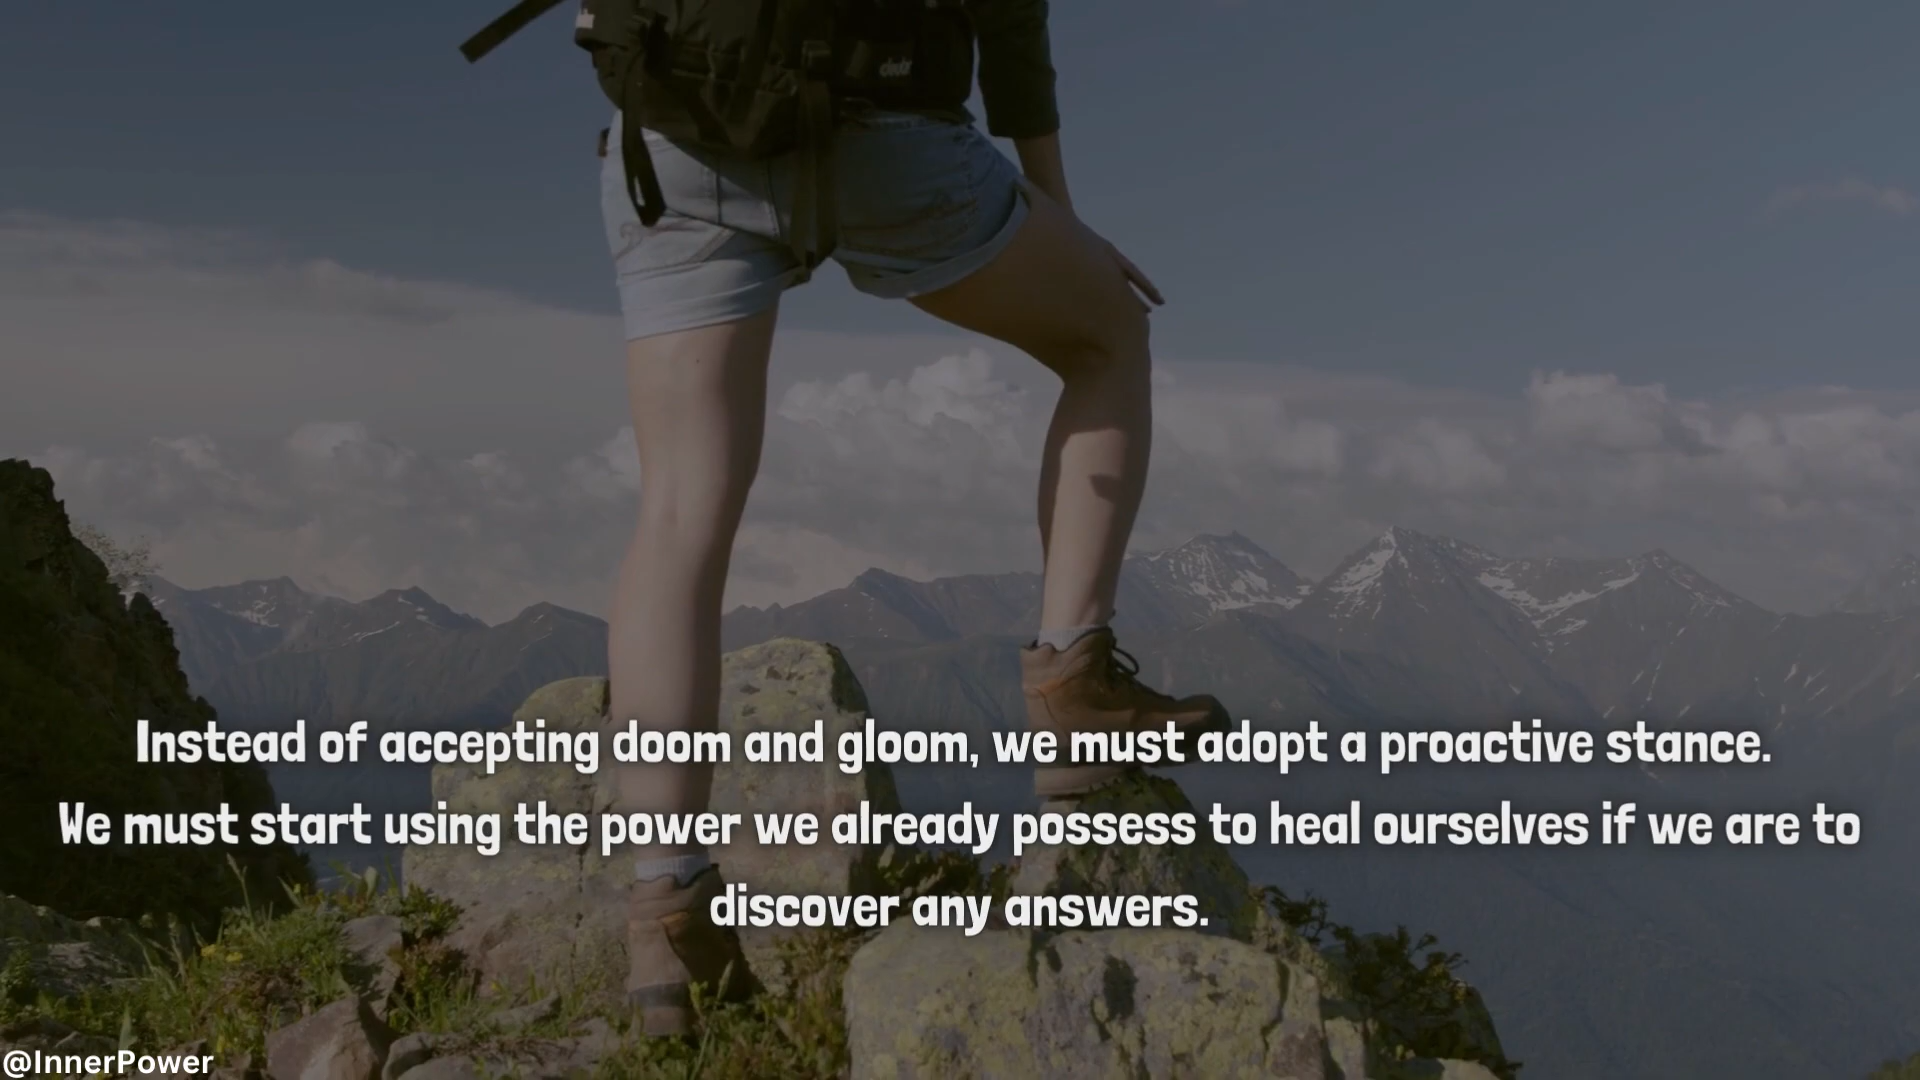 Instead of accepting doom and gloom, we must adopt a proactive stance.
We must start using the power we already possess to heal ourselves if we are to
discover any answers.
@InnerPower